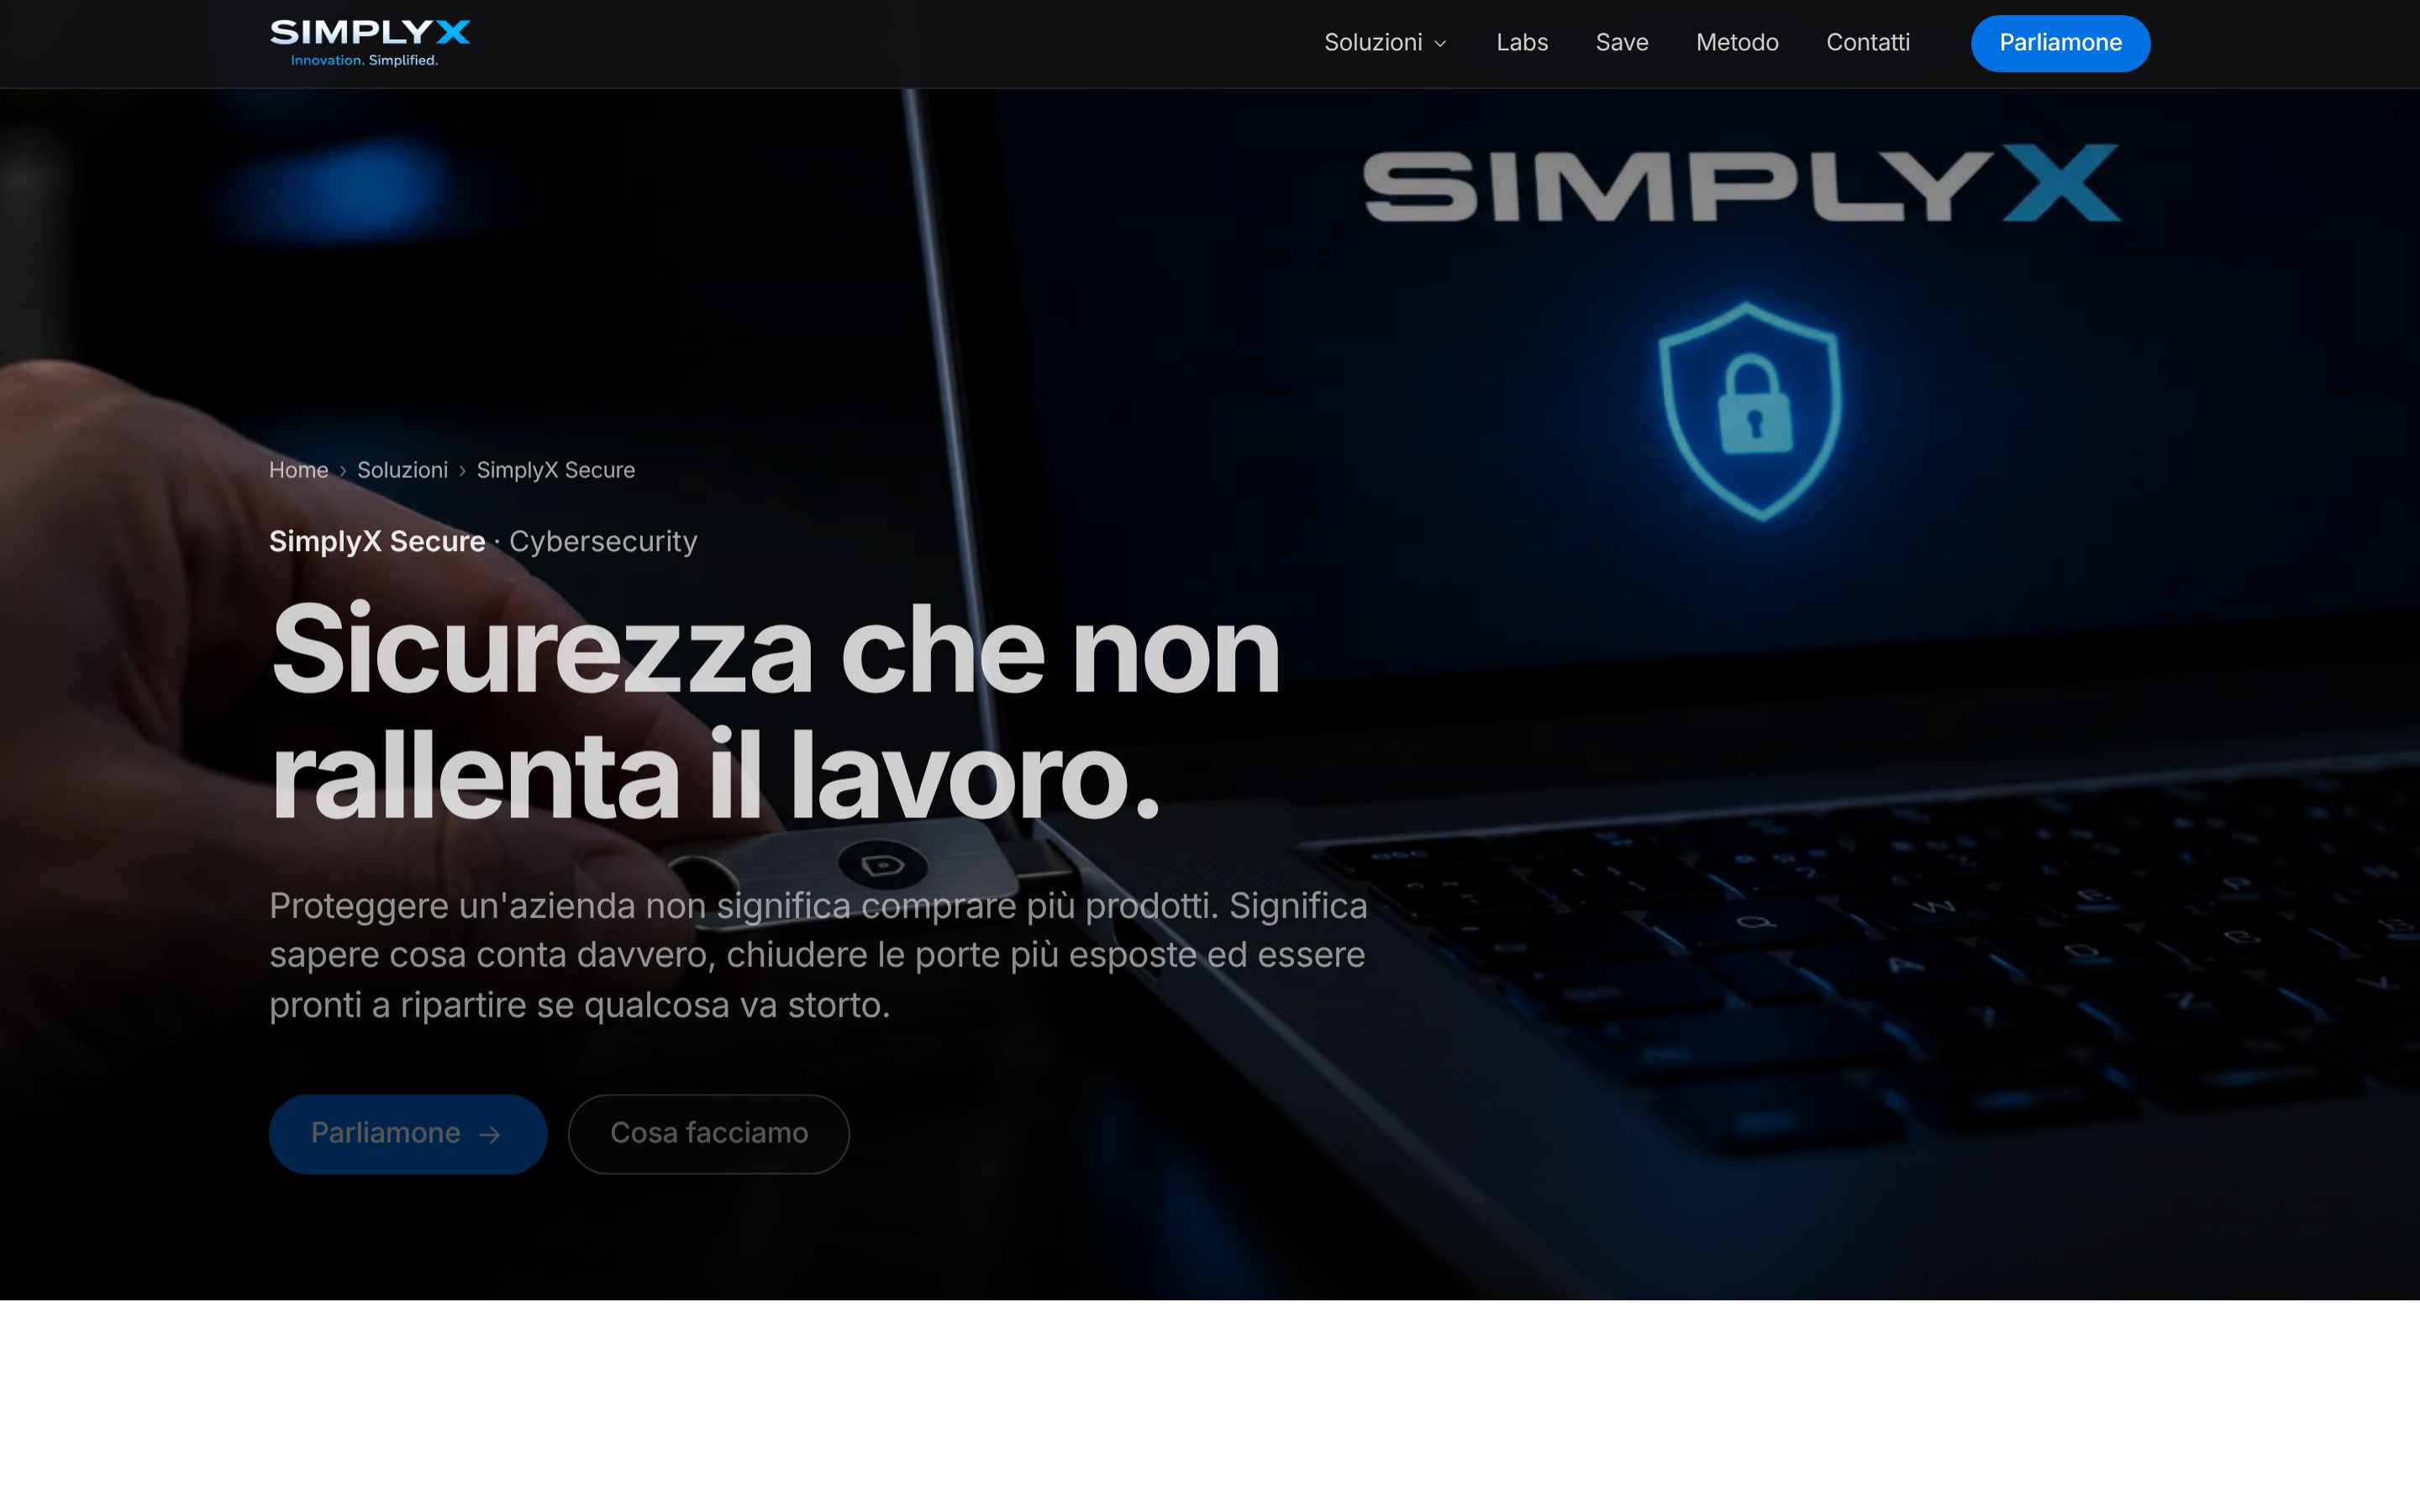 SIMPLYX
Innovation. Simplified.
Soluzioni
Labs
Save
Metodo
Contatti
Parliamone
SIMPLYX
Home › Soluzioni › SimplyX Secure
SimplyX Secure · Cybersecurity
Sicurezza che non
rallenta il lavoro.
Proteggere un'azienda non significa comprare più prodotti. Significa
sapere cosa conta davvero, chiudere le porte più esposte ed essere
pronti a ripartire se qualcosa va storto.
Parliamone →
Cosa facciamo
esc
Q W E R
A